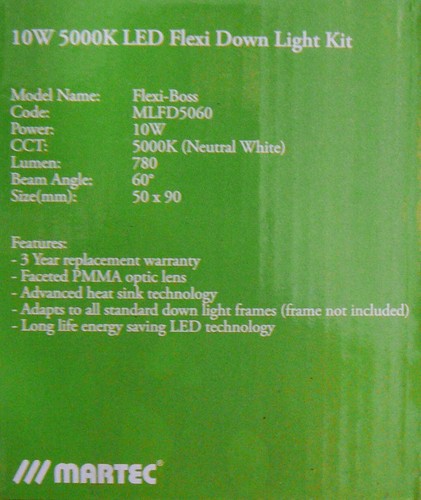 10W 5000K LED Flexi Down Light Kit
Model Name: Flexi-Boss
Code: MLFD5060
Power: 10W
CCT: 5000K (Neutral White)
Lumen: 780
Beam Angle: 60°
Size(mm): 50 x 90
Features:
- 3 Year replacement warranty
- Faceted PMMA optic lens
- Advanced heat sink technology
- Adapts to all standard down light frames (frame not included)
- Long life energy saving LED technology
MARTEC®